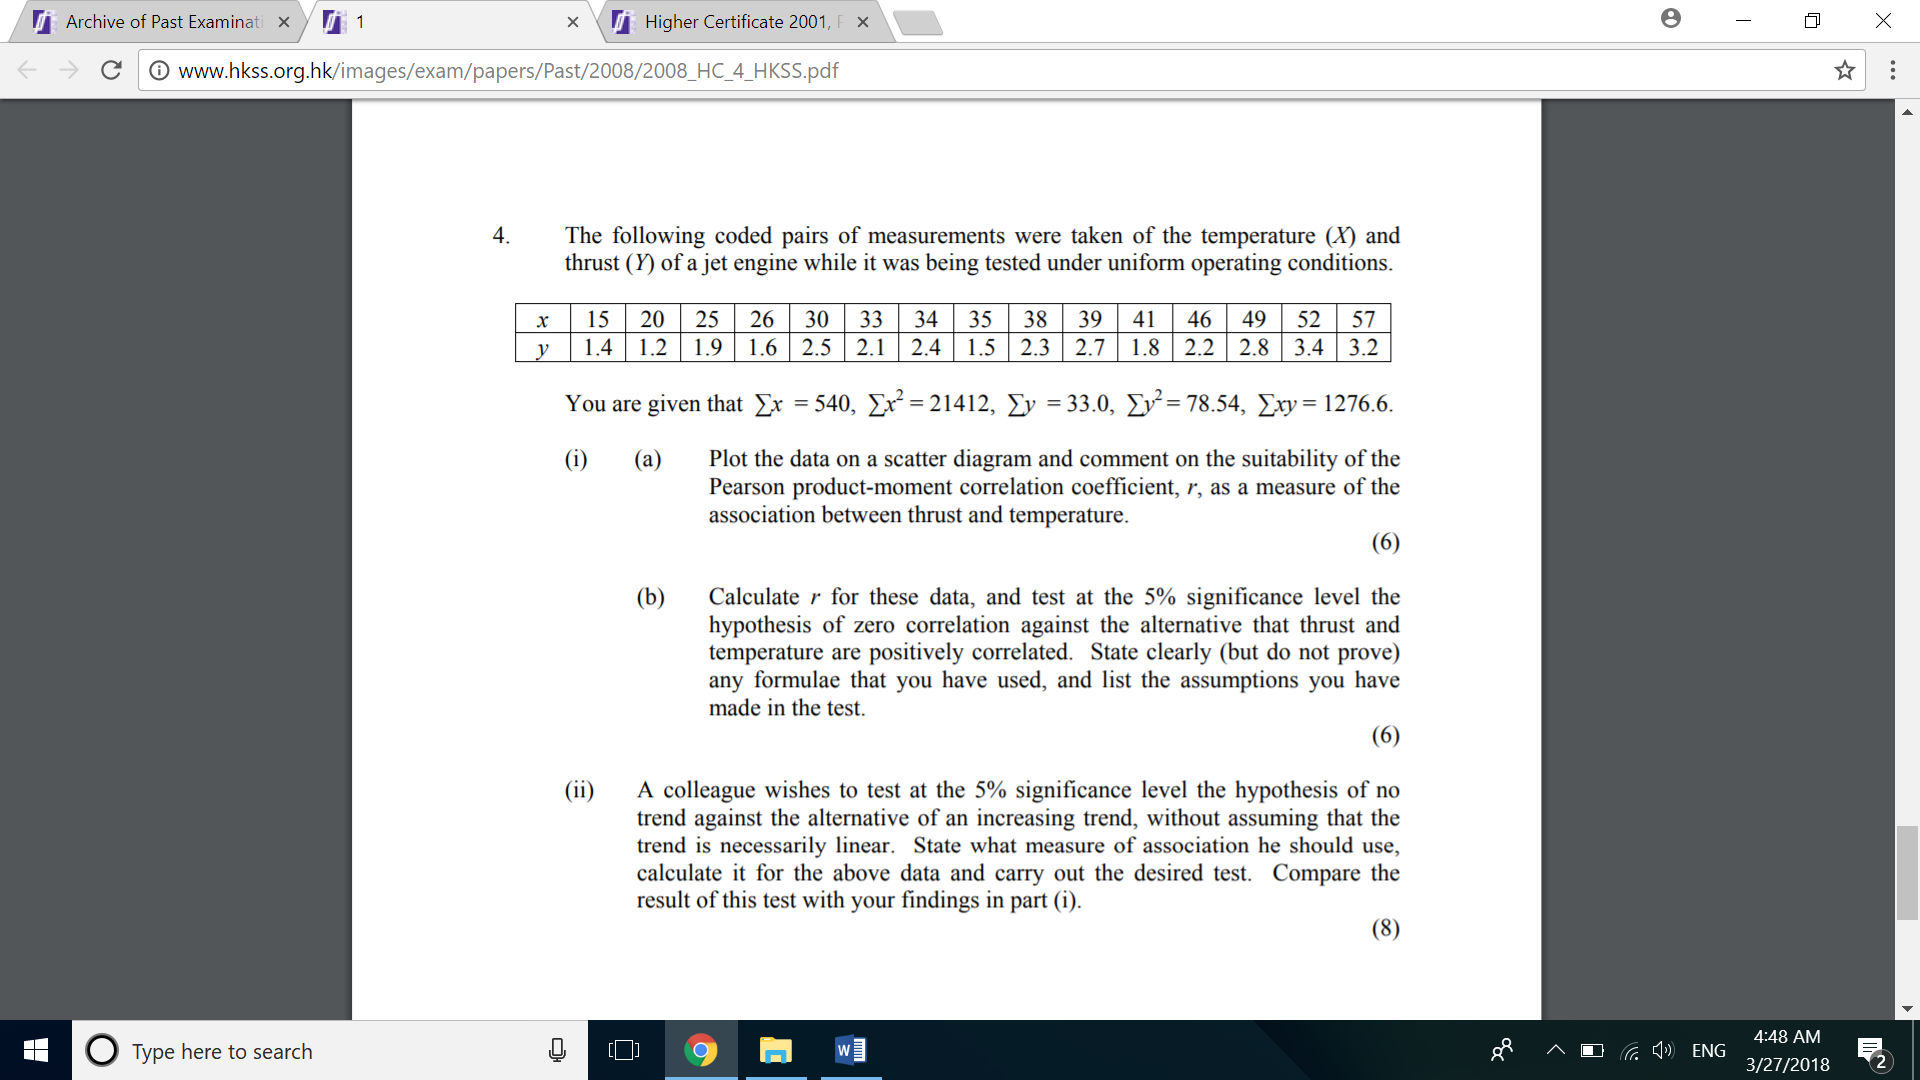 Archive of Past Examinati
1
Higher Certificate 2001,
www.hkss.org.hk/images/exam/papers/Past/2008/2008_HC_4_HKSS.pdf
4. The following coded pairs of measurements were taken of the temperature (X) and
thrust (Y) of a jet engine while it was being tested under uniform operating conditions.
x 15 20 25 26 30 33 34 35 38 39 41 46 49 52 57
y 1.4 1.2 1.9 1.6 2.5 2.1 2.4 1.5 2.3 2.7 1.8 2.2 2.8 3.4 3.2
You are given that ∑x = 540, ∑x² = 21412, ∑y = 33.0, ∑y² = 78.54, ∑xy = 1276.6.
(i) (a) Plot the data on a scatter diagram and comment on the suitability of the
Pearson product-moment correlation coefficient, r, as a measure of the
association between thrust and temperature.
(6)
(b) Calculate r for these data, and test at the 5% significance level the
hypothesis of zero correlation against the alternative that thrust and
temperature are positively correlated. State clearly (but do not prove)
any formulae that you have used, and list the assumptions you have
made in the test.
(6)
(ii) A colleague wishes to test at the 5% significance level the hypothesis of no
trend against the alternative of an increasing trend, without assuming that the
trend is necessarily linear. State what measure of association he should use,
calculate it for the above data and carry out the desired test. Compare the
result of this test with your findings in part (i).
(8)
Type here to search
ENG
4:48 AM
3/27/2018
2